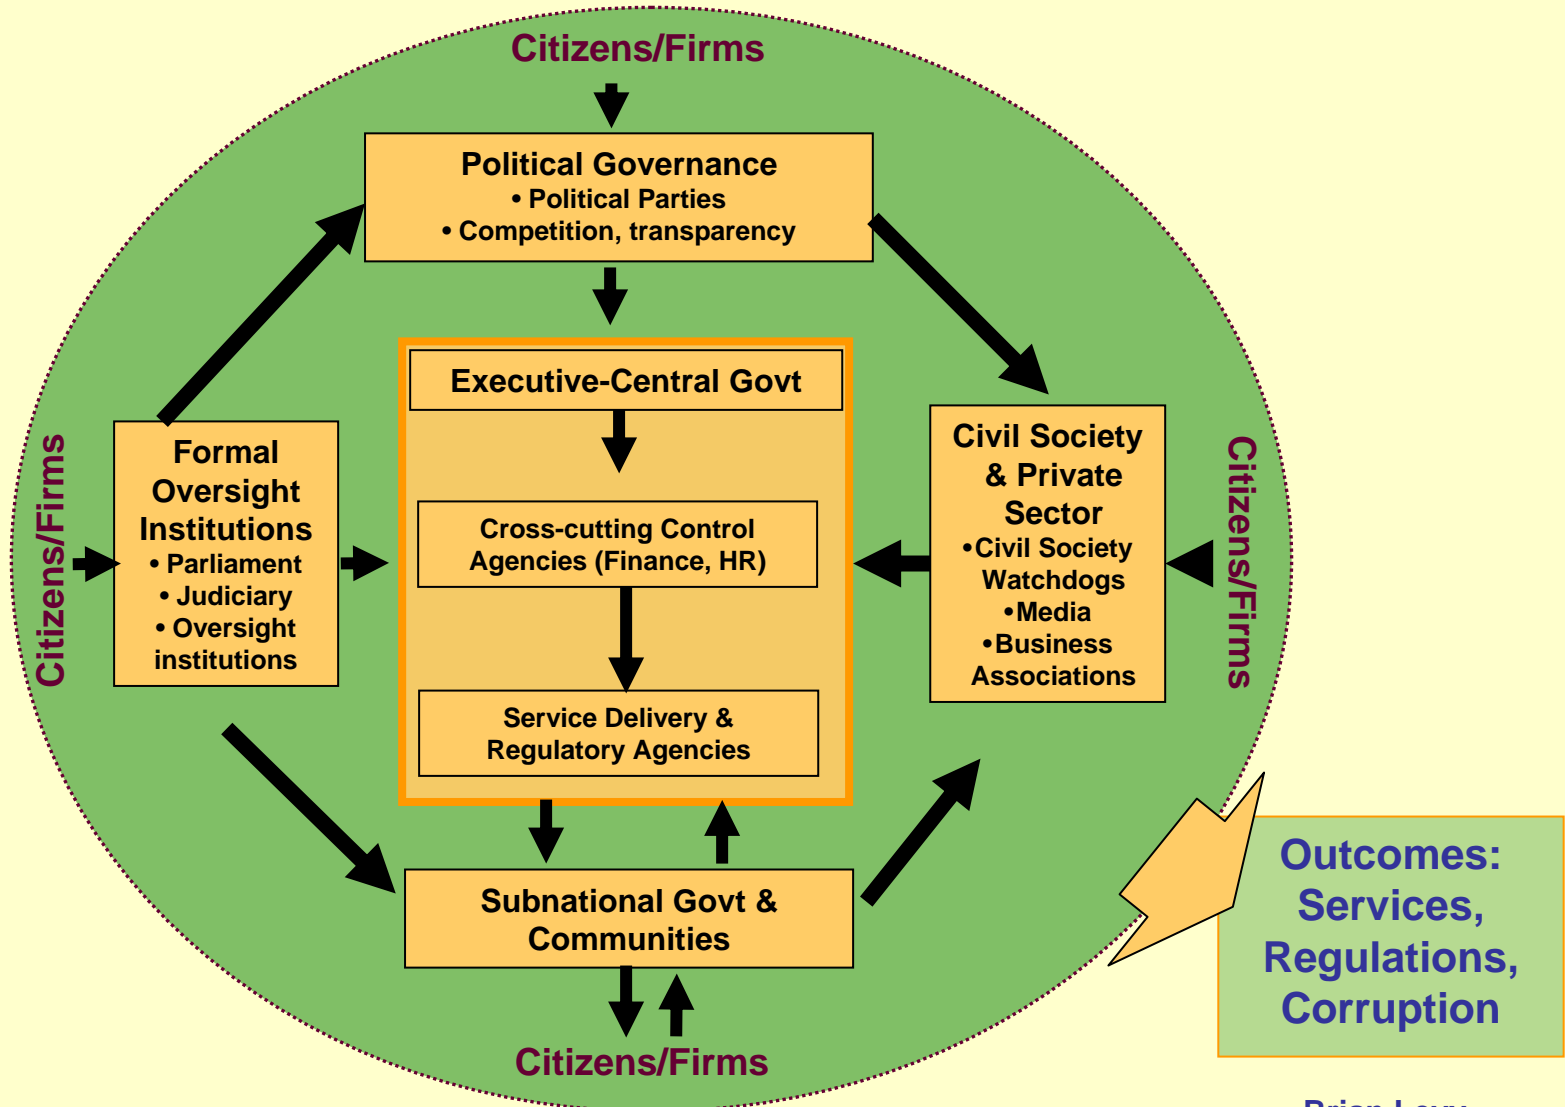 Citizens/Firms
Political Governance
• Political Parties
• Competition, transparency
Executive-Central Govt
Cross-cutting Control
Agencies (Finance, HR)
Service Delivery &
Regulatory Agencies
Citizens/Firms
Formal
Oversight
Institutions
• Parliament
• Judiciary
• Oversight
institutions
Civil Society
& Private
Sector
•Civil Society
Watchdogs
•Media
•Business
Associations
Citizens/Firms
Subnational Govt &
Communities
Citizens/Firms
Outcomes:
Services,
Regulations,
Corruption
Brian Levy